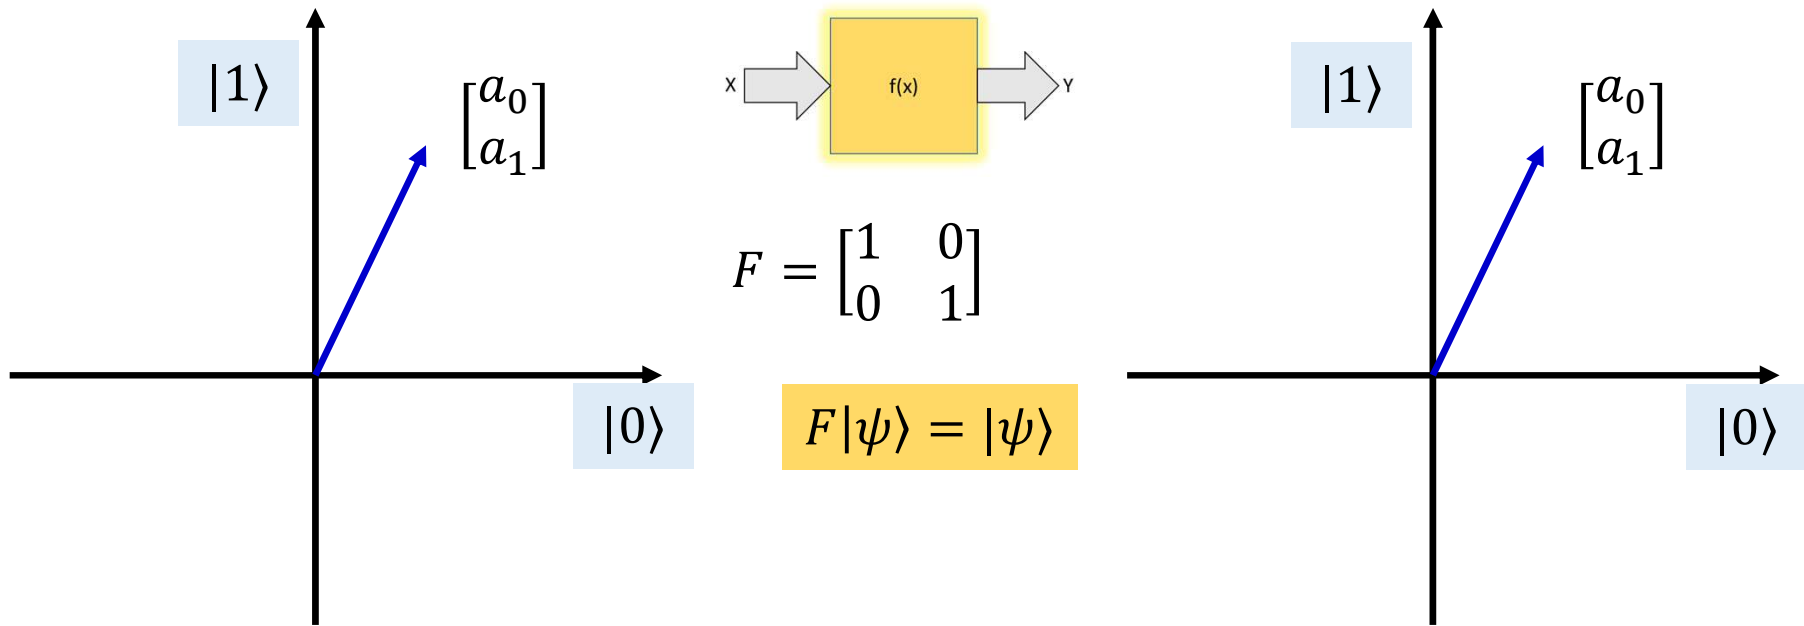 |1⟩
[a₀
a₁]
|0⟩
X
f(x)
Y
F = [1 0
0 1]
F|ψ⟩ = |ψ⟩
|1⟩
[a₀
a₁]
|0⟩